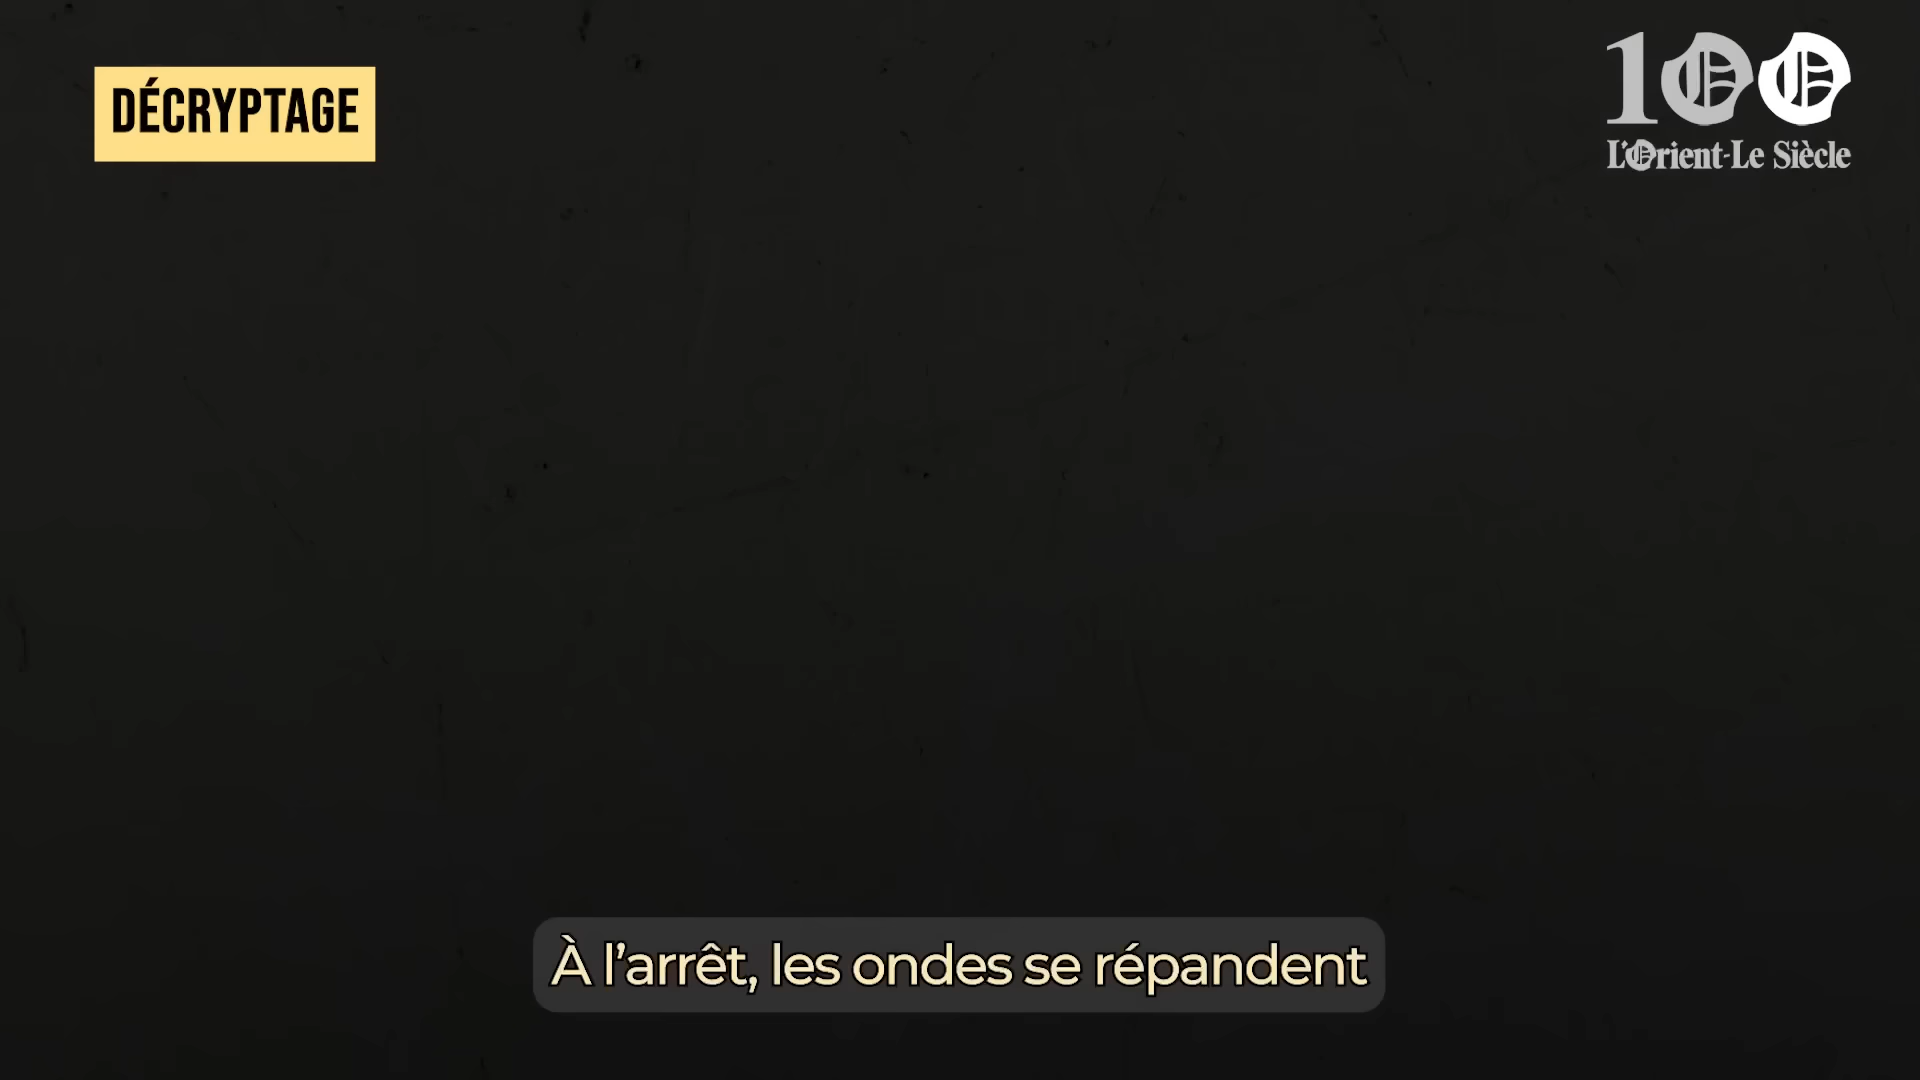 DÉCRYPTAGE
100
L'Orient-Le Siècle
À l'arrêt, les ondes se répandent